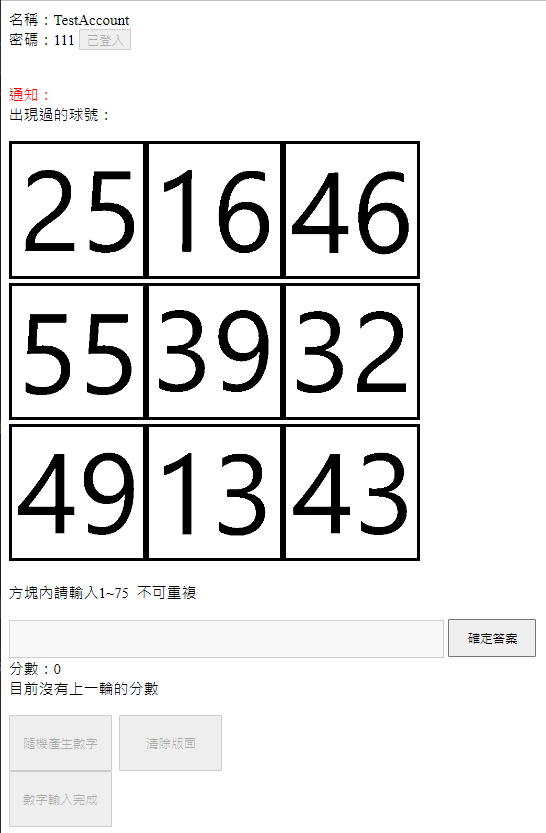 名稱：TestAccount
密碼：111 已登入
通知：
出現過的球號：
25 16 46
55 39 32
49 13 43
方塊內請輸入1~75 不可重複
確定答案
分數：0
目前沒有上一輪的分數
隨機產生數字 清除版面
數字輸入完成